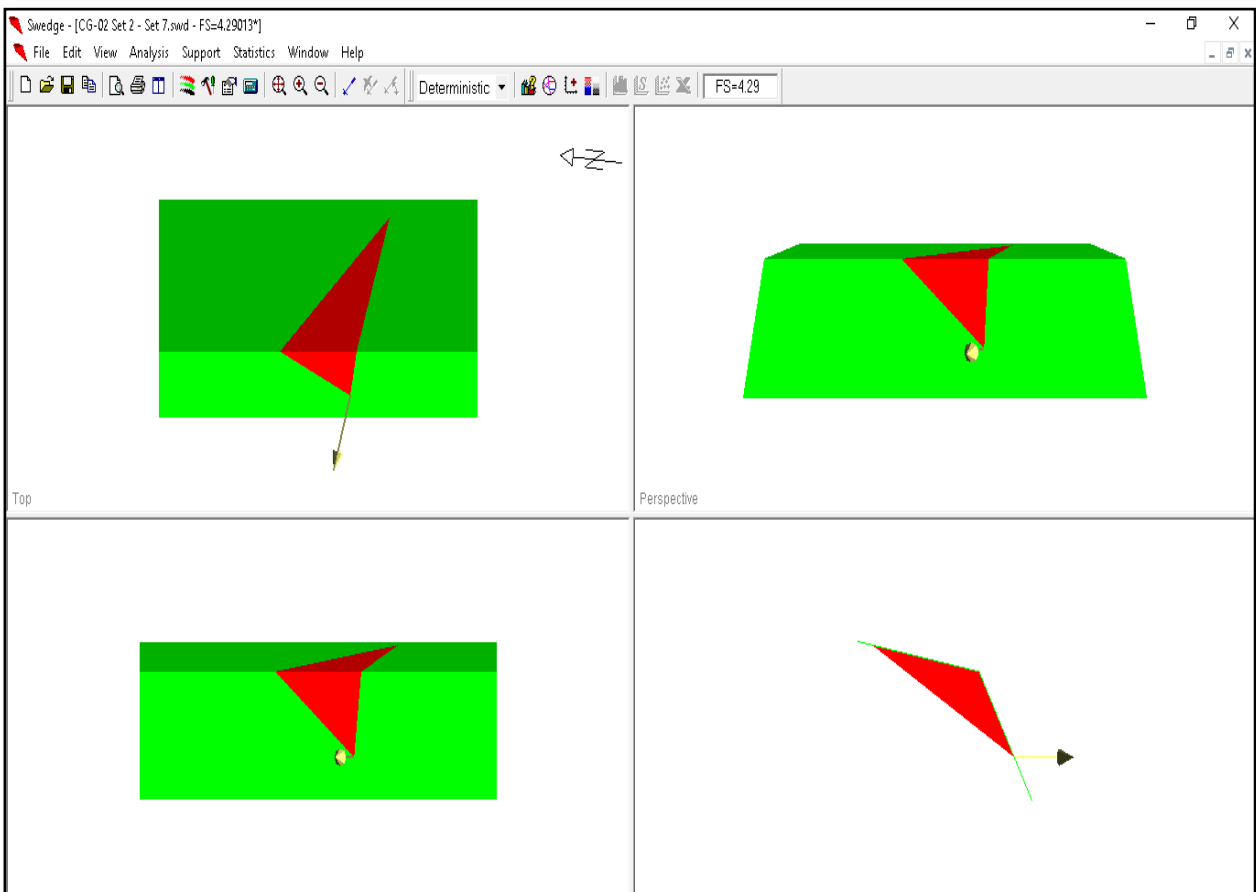 Swedge - [CG-02 Set 2 - Set 7.swd - FS=4.29013*]
File Edit View Analysis Support Statistics Window Help
Deterministic FS=4.29
N
Top
Perspective